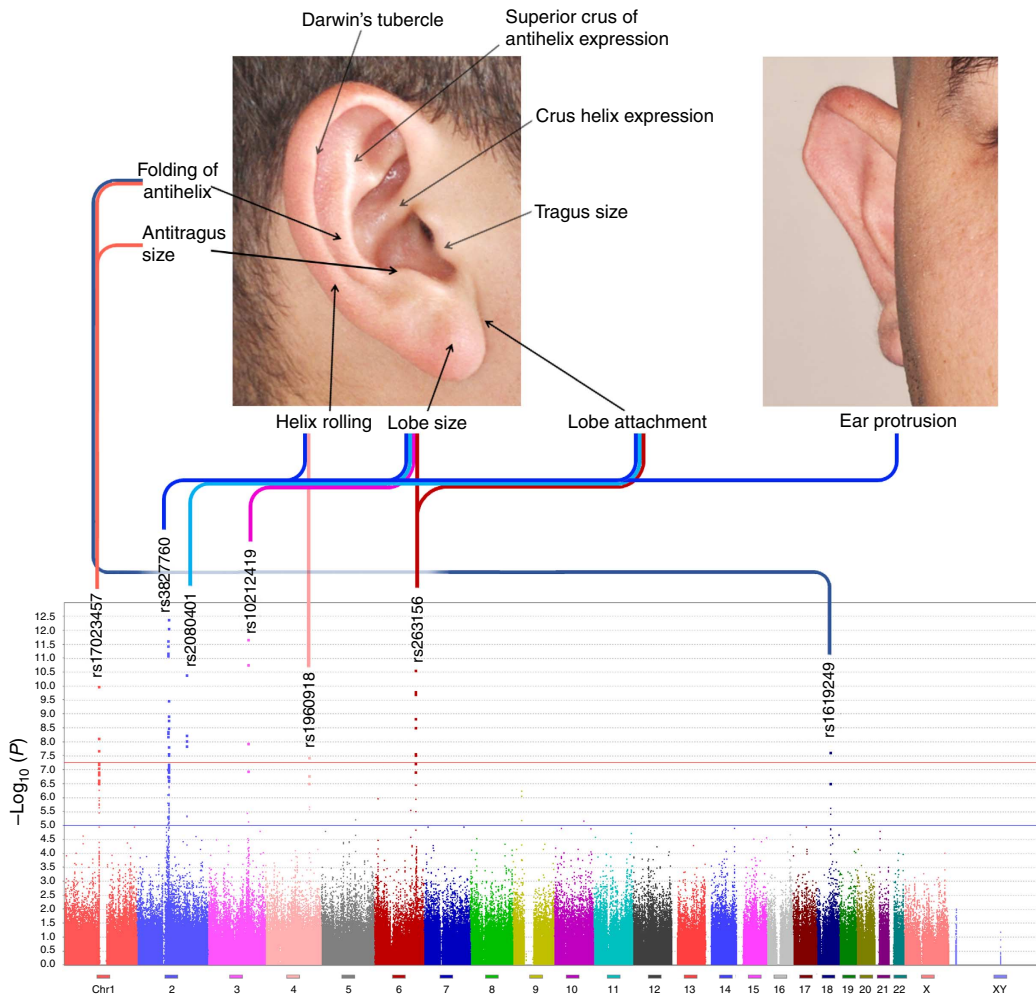 Darwin's tubercle
Superior crus of
antihelix expression
Crus helix expression
Folding of
antihelix
Tragus size
Antitragus
size
Helix rolling
Lobe size
Lobe attachment
Ear protrusion
rs17023457
rs3827760
rs2080401
rs10212419
rs1960918
rs263156
rs1619249
−Log10 (P)
12.5
12.0
11.5
11.0
10.5
10.0
9.5
9.0
8.5
8.0
7.5
7.0
6.5
6.0
5.5
5.0
4.5
4.0
3.5
3.0
2.5
2.0
1.5
1.0
0.5
0.0
Chr1 2 3 4 5 6 7 8 9 10 11 12 13 14 15 16 17 18 19 20 21 22 X XY